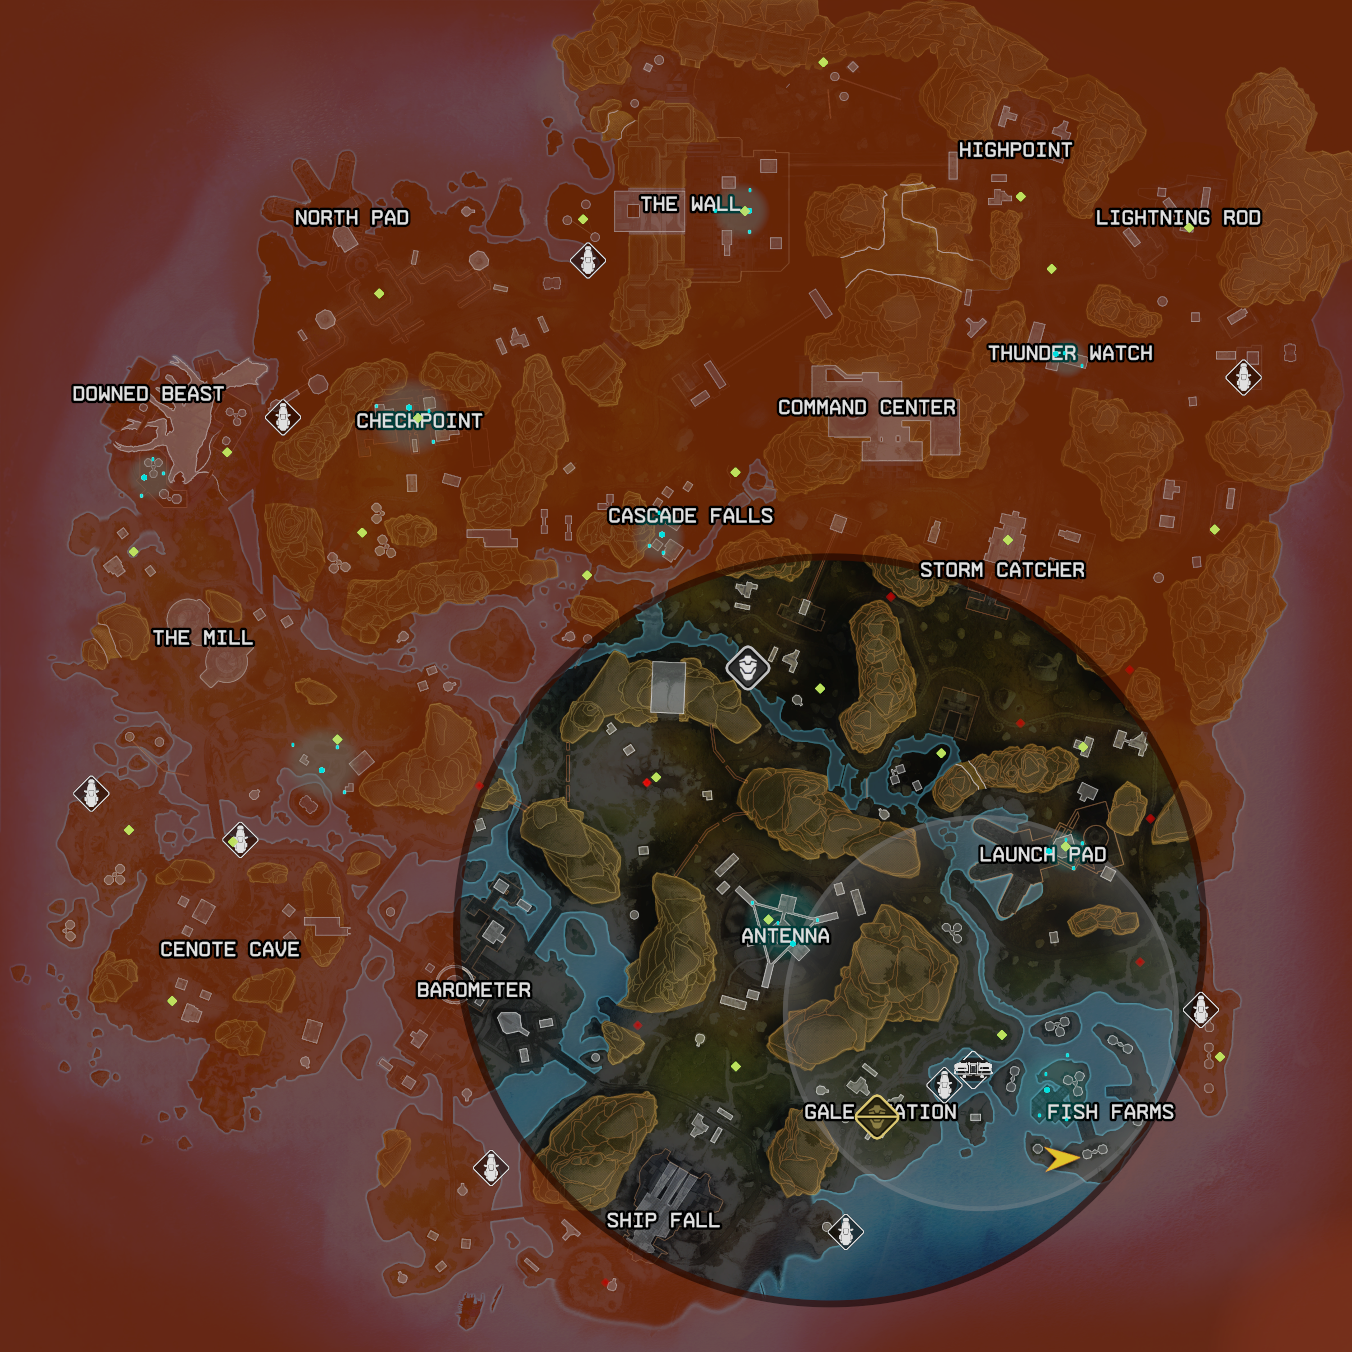 HIGHPOINT
THE WALL
NORTH PAD
LIGHTNING ROD
THUNDER WATCH
DOWNED BEAST
COMMAND CENTER
CHECKPOINT
CASCADE FALLS
STORM CATCHER
THE MILL
LAUNCH PAD
ANTENNA
CENOTE CAVE
BAROMETER
GALE ATION
FISH FARMS
SHIP FALL